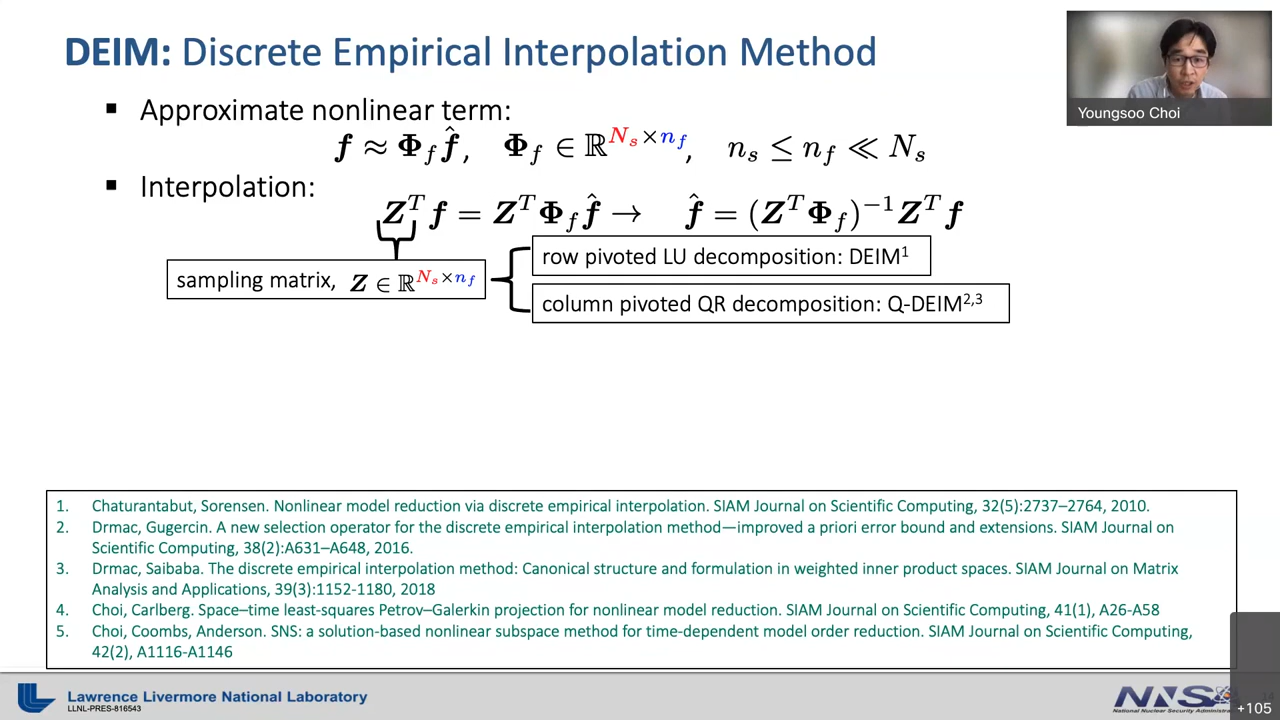 DEIM: Discrete Empirical Interpolation Method
Youngsoo Choi
▪ Approximate nonlinear term:
f ≈ Φ_f f̂, Φ_f ∈ ℝ^{N_s×n_f}, n_s ≤ n_f ≪ N_s
▪ Interpolation:
Z^T f = Z^T Φ_f f̂ → f̂ = (Z^T Φ_f)^{-1} Z^T f
row pivoted LU decomposition: DEIM¹
sampling matrix, Z ∈ ℝ^{N_s×n_f}
column pivoted QR decomposition: Q-DEIM²,³
1. Chaturantabut, Sorensen. Nonlinear model reduction via discrete empirical interpolation. SIAM Journal on Scientific Computing, 32(5):2737–2764, 2010.
2. Drmac, Gugercin. A new selection operator for the discrete empirical interpolation method—improved a priori error bound and extensions. SIAM Journal on
Scientific Computing, 38(2):A631–A648, 2016.
3. Drmac, Saibaba. The discrete empirical interpolation method: Canonical structure and formulation in weighted inner product spaces. SIAM Journal on Matrix
Analysis and Applications, 39(3):1152-1180, 2018
4. Choi, Carlberg. Space–time least-squares Petrov–Galerkin projection for nonlinear model reduction. SIAM Journal on Scientific Computing, 41(1), A26-A58
5. Choi, Coombs, Anderson. SNS: a solution-based nonlinear subspace method for time-dependent model order reduction. SIAM Journal on Scientific Computing,
42(2), A1116-A1146
Lawrence Livermore National Laboratory
LLNL-PRES-816543
National Nuclear Security
+105